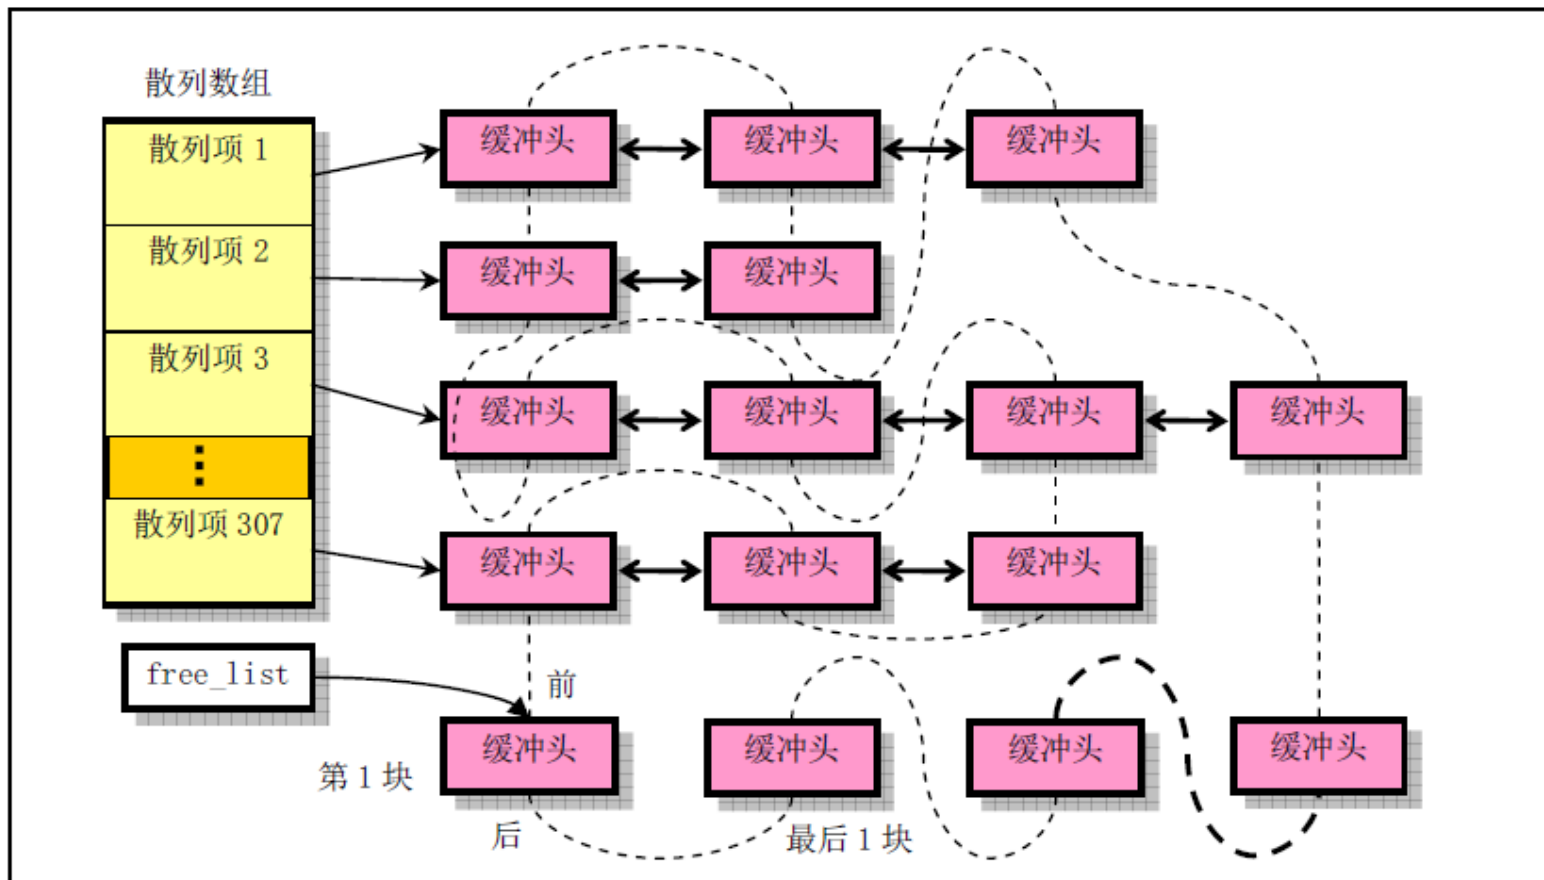 散列数组
散列项 1
缓冲头
缓冲头
缓冲头
散列项 2
缓冲头
缓冲头
散列项 3
缓冲头
缓冲头
缓冲头
缓冲头
散列项 307
缓冲头
缓冲头
缓冲头
free_list
前
缓冲头
缓冲头
缓冲头
缓冲头
第 1 块
后
最后 1 块